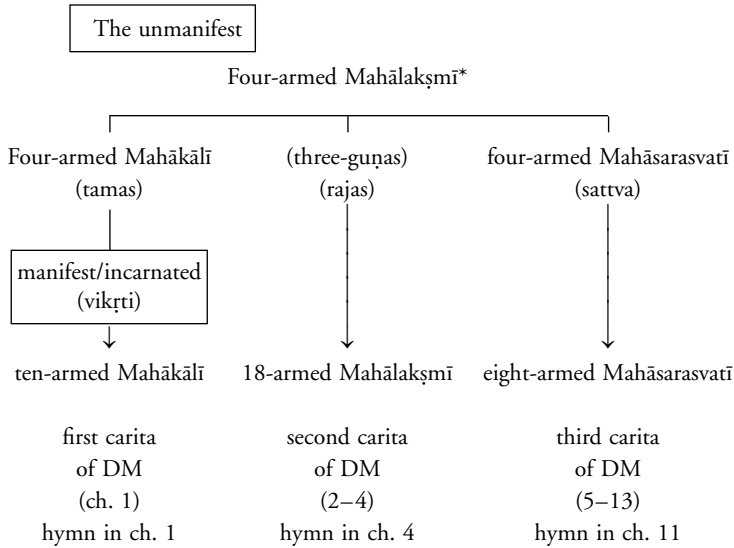 The unmanifest
Four-armed Mahālakṣmī*
Four-armed Mahākālī (three-guṇas) four-armed Mahāsarasvatī
(tamas) (rajas) (sattva)
manifest/incarnated
(vikṛti)
ten-armed Mahākālī 18-armed Mahālakṣmī eight-armed Mahāsarasvatī
first carita second carita third carita
of DM of DM of DM
(ch. 1) (2–4) (5–13)
hymn in ch. 1 hymn in ch. 4 hymn in ch. 11